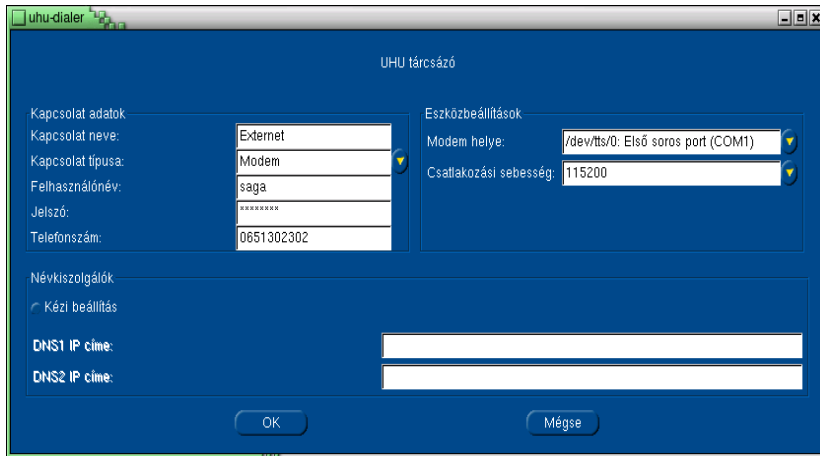 uhu-dialer
UHU tárcsázó
Kapcsolat adatok
Kapcsolat neve: Externet
Kapcsolat típusa: Modem
Felhasználónév: saga
Jelszó: ********
Telefonszám: 0651302302
Eszközbeállítások
Modem helye: /dev/tts/0: Első soros port (COM1)
Csatlakozási sebesség: 115200
Névkiszolgálók
Kézi beállítás
DNS1 IP címe:
DNS2 IP címe:
OK Mégse